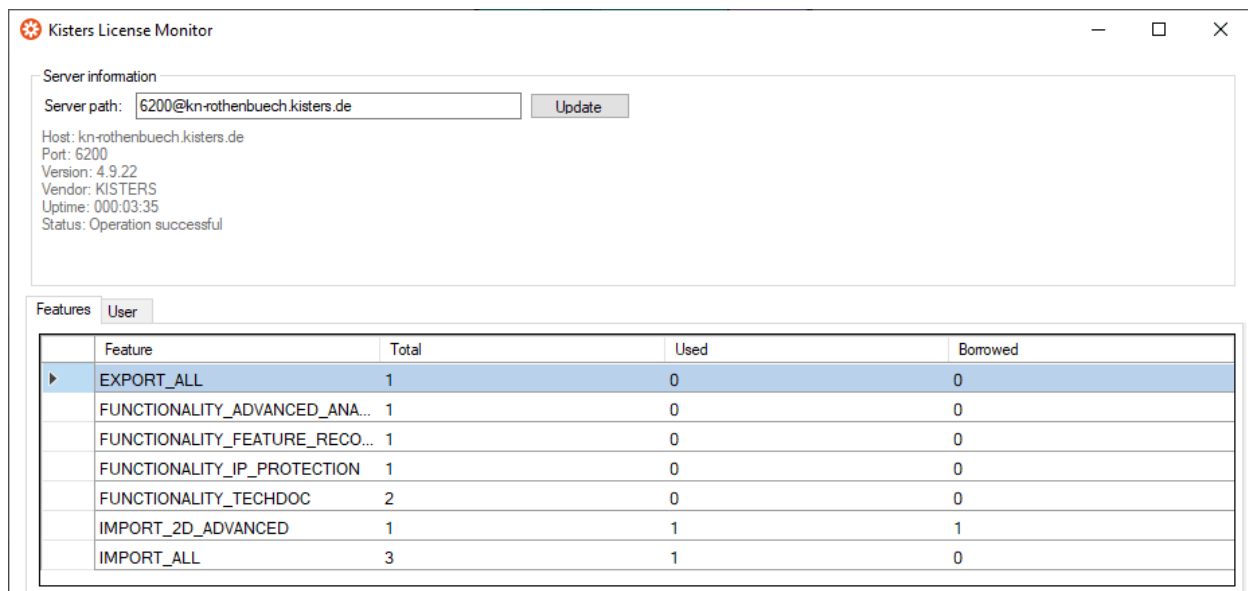 Kisters License Monitor
Server information
Server path: 6200@kn-rothenbuech.kisters.de Update
Host: kn-rothenbuech.kisters.de
Port: 6200
Version: 4.9.22
Vendor: KISTERS
Uptime: 000:03:35
Status: Operation successful
Features User
Feature Total Used Borrowed
EXPORT_ALL 1 0 0
FUNCTIONALITY_ADVANCED_ANA... 1 0 0
FUNCTIONALITY_FEATURE_RECO... 1 0 0
FUNCTIONALITY_IP_PROTECTION 1 0 0
FUNCTIONALITY_TECHDOC 2 0 0
IMPORT_2D_ADVANCED 1 1 1
IMPORT_ALL 3 1 0